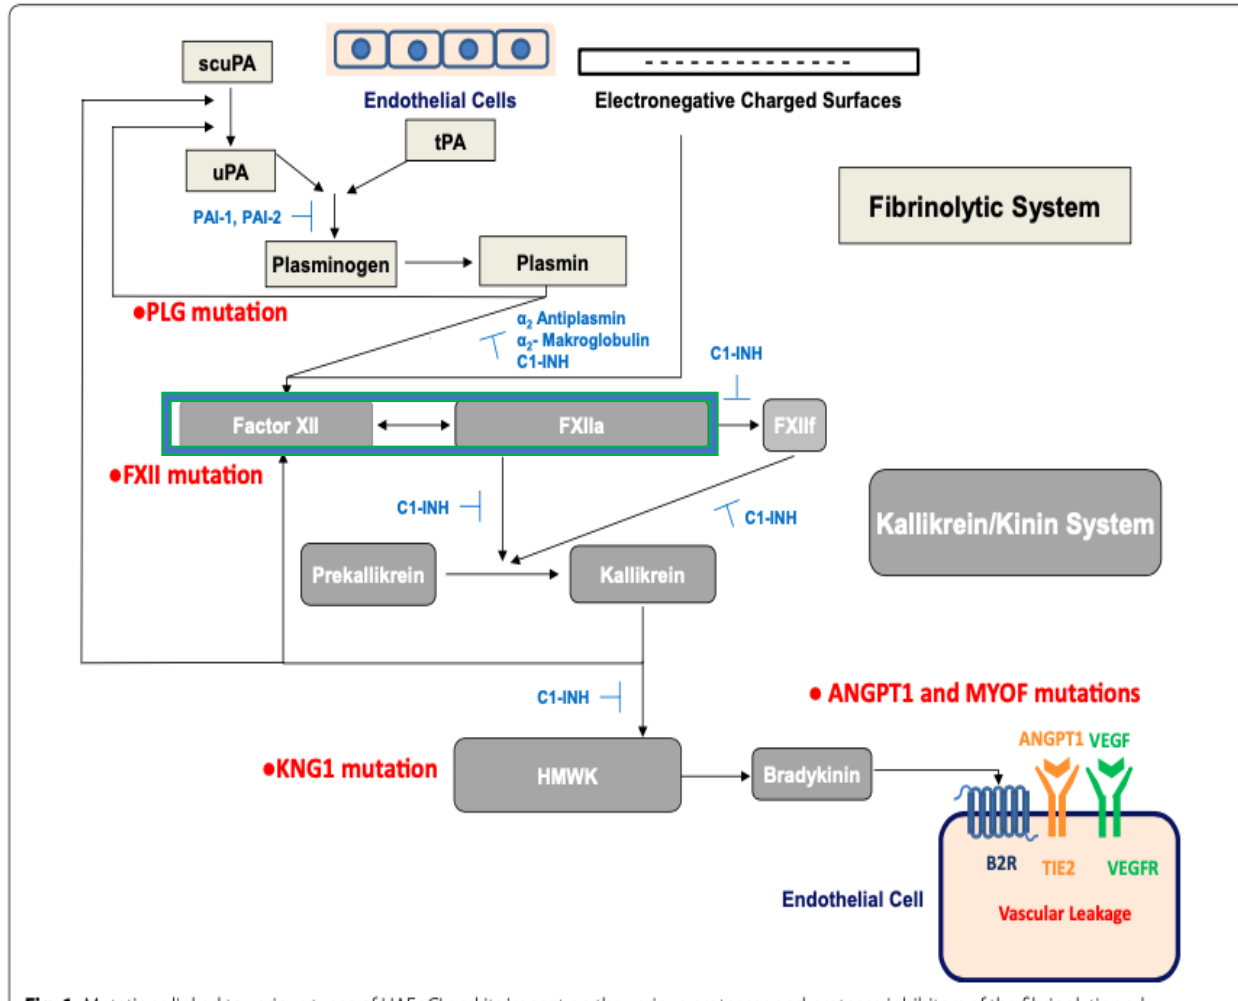 scuPA
Endothelial Cells
Electronegative Charged Surfaces
tPA
uPA
PAI-1, PAI-2
Fibrinolytic System
Plasminogen
Plasmin
●PLG mutation
α2 Antiplasmin
α2- Makroglobulin
C1-INH
C1-INH
Factor XII
FXIIa
FXIIf
●FXII mutation
C1-INH
C1-INH
Kallikrein/Kinin System
Prekallikrein
Kallikrein
C1-INH
● ANGPT1 and MYOF mutations
ANGPT1 VEGF
●KNG1 mutation
HMWK
Bradykinin
B2R
TIE2
VEGFR
Endothelial Cell
Vascular Leakage